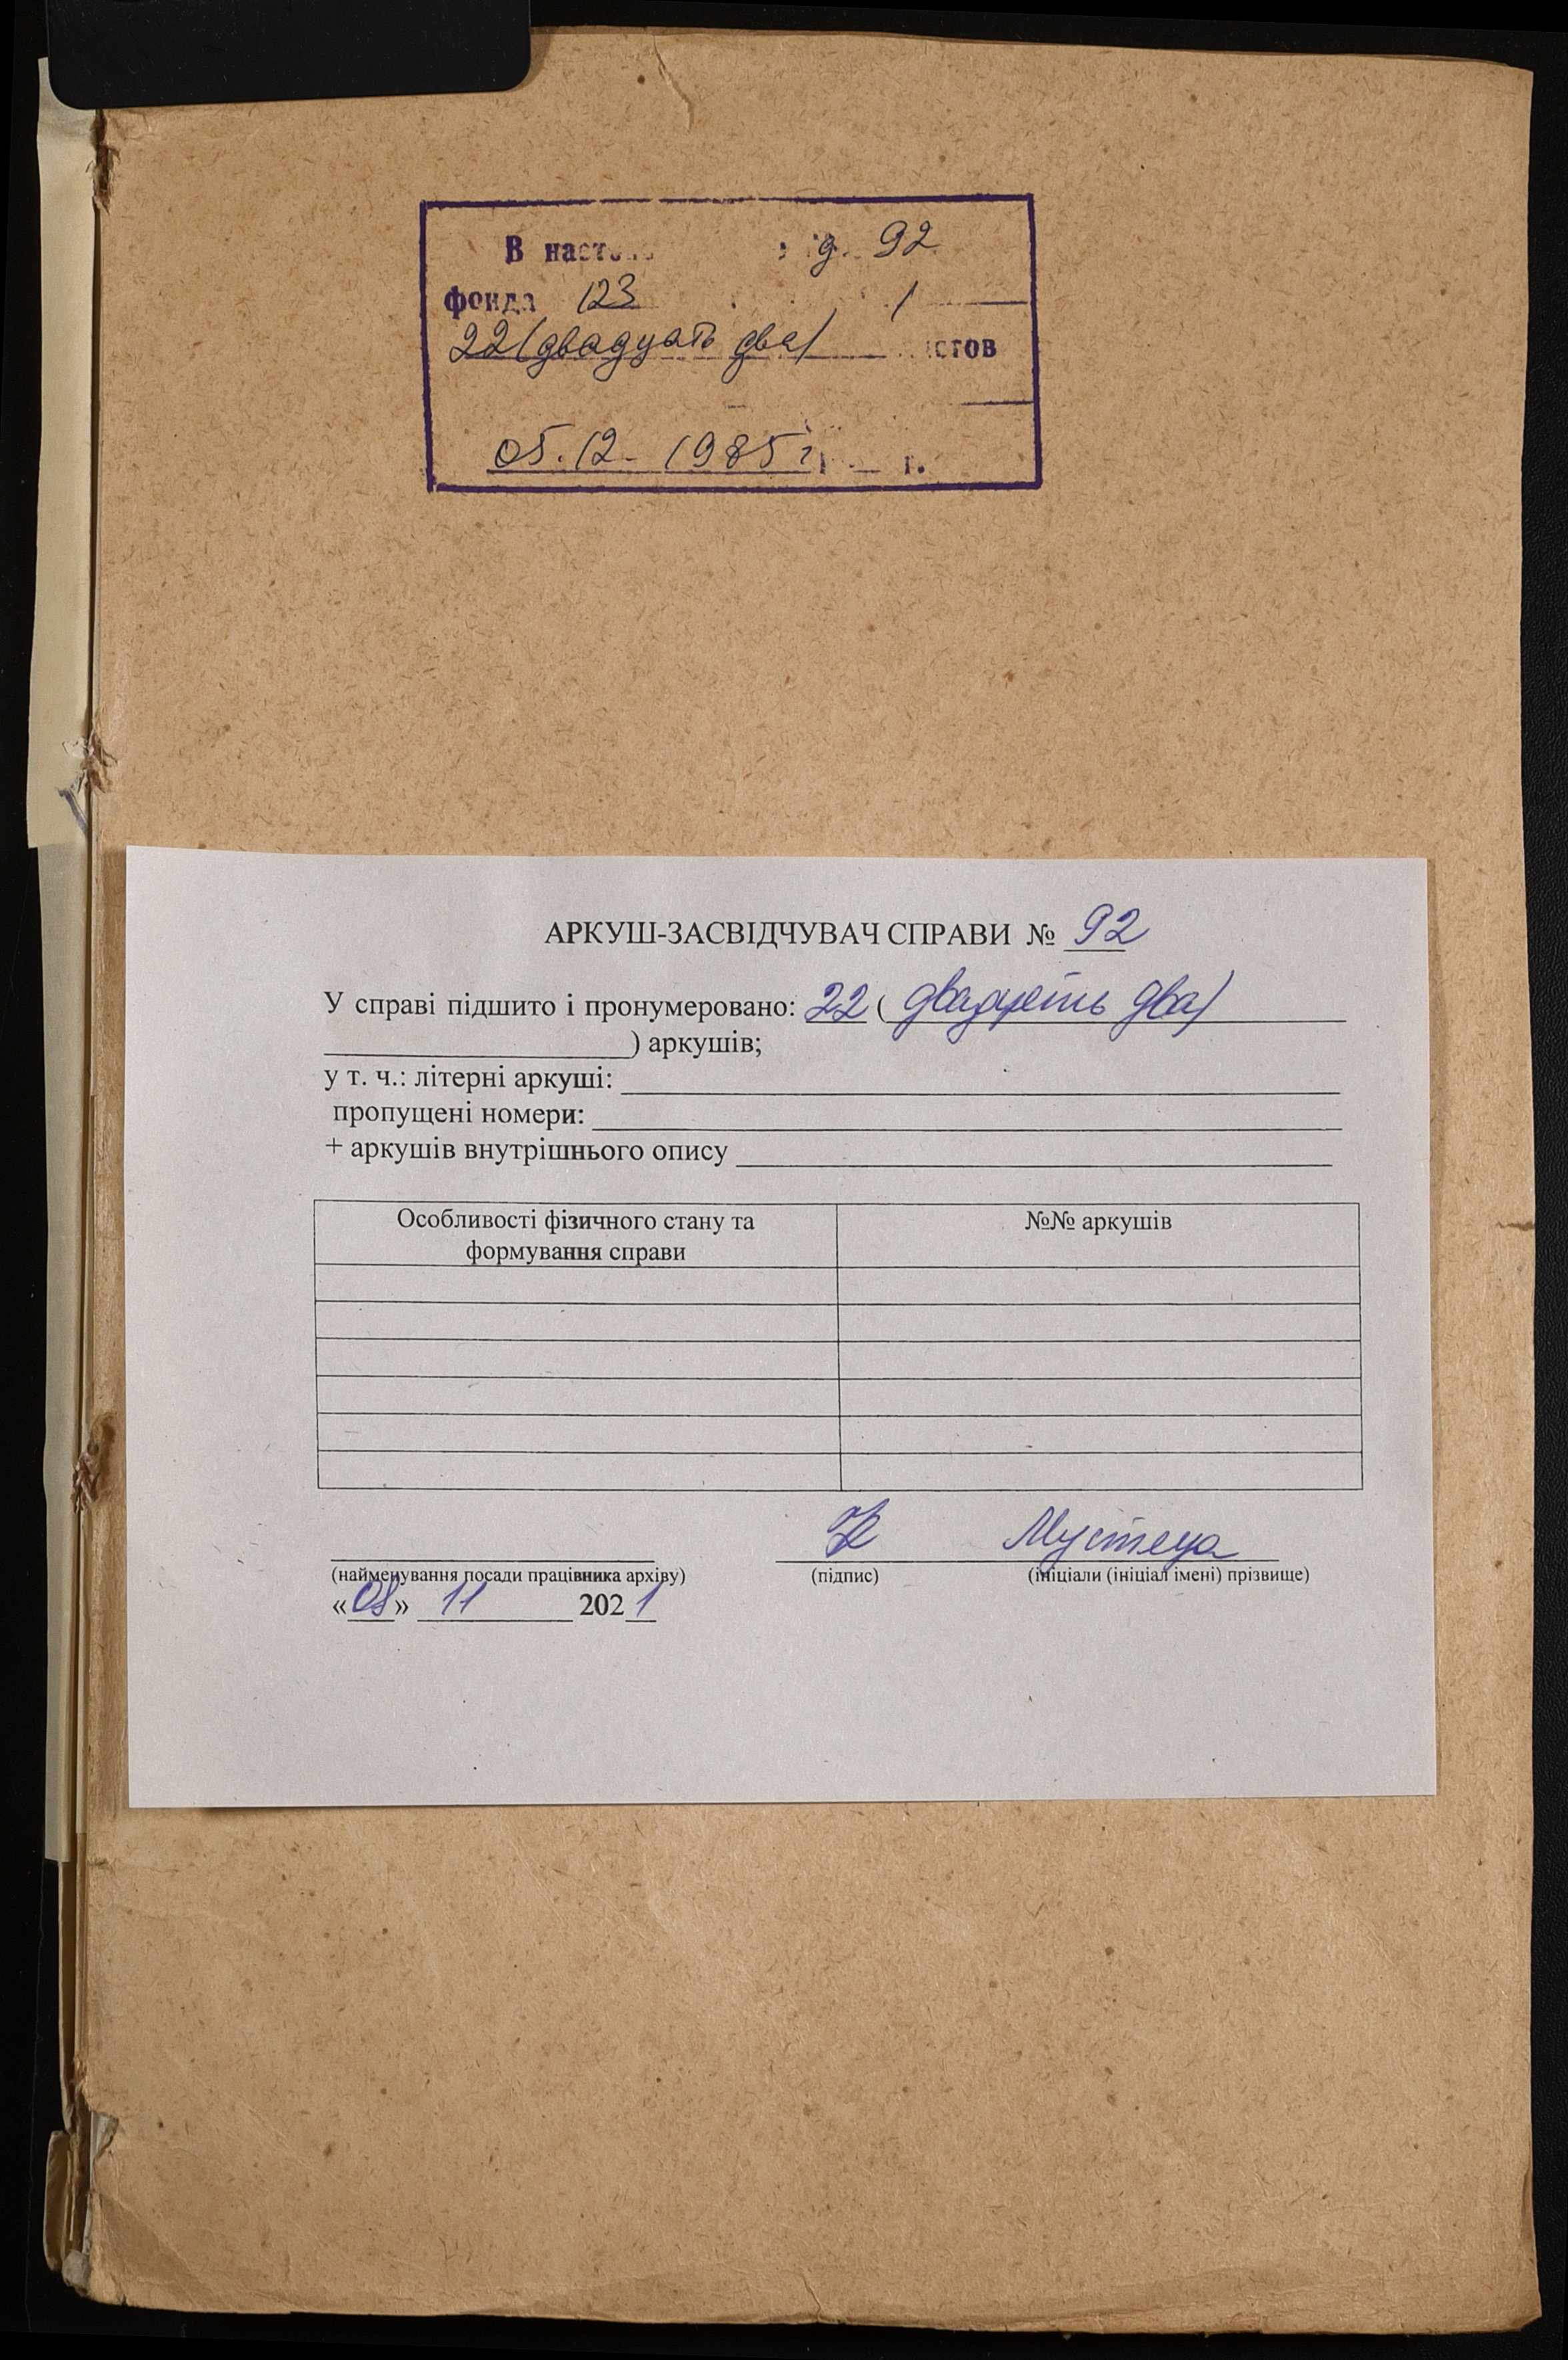 В наст д. 92
фонда 123 1
22 (двадцать два)
05.12-1985 г. г.
АРКУШ-ЗАСВІДЧУВАЧ СПРАВИ № 92
У справі підшито і пронумеровано: 22 ( двадцять два)
) аркушів;
у т. ч.: літерні аркуші:
пропущені номери:
+ аркушів внутрішнього опису
Особливості фізичного стану та
формування справи
№№ аркушів
Мустеца
(найменування посади працівника архіву) (підпис) (ініціали (ініціал імені) прізвище)
«08» 11 2021